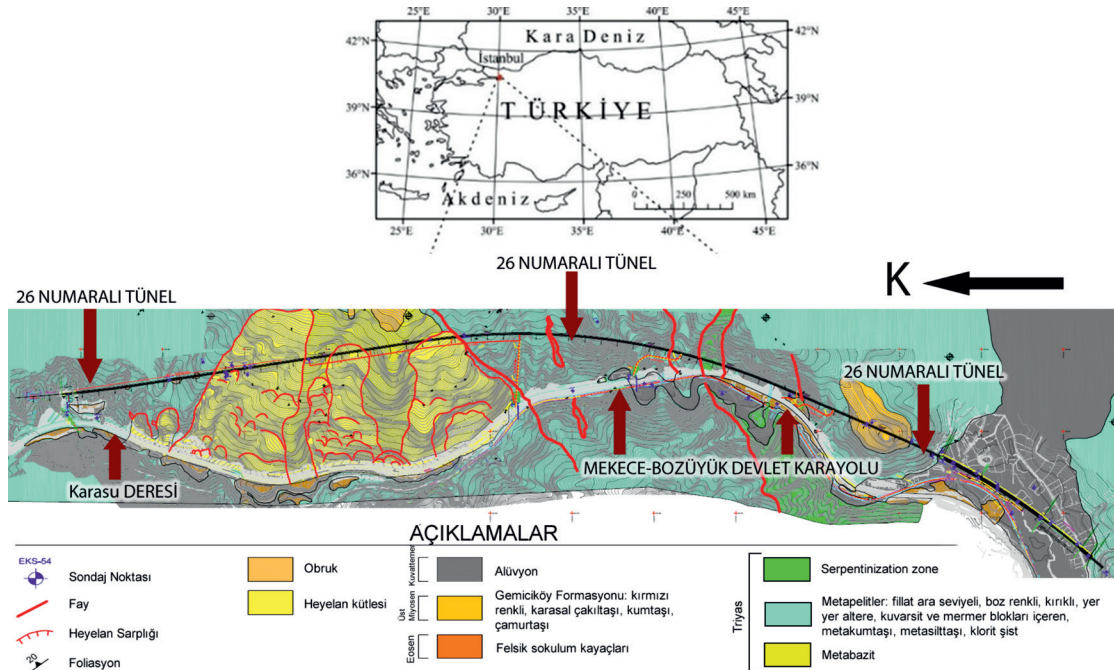 25°E 30°E 35°E 40°E 45°E
42°N
42°N
Kara Deniz
İstanbul
39°N
39°N
TÜRKİYE
36°N
36°N
Akdeniz
0 250 500 km
25°E 30°E 35°E 40°E 45°E
26 NUMARALI TÜNEL
K
26 NUMARALI TÜNEL
26 NUMARALI TÜNEL
MEKECE-BOZÜYÜK DEVLET KARAYOLU
Karasu DERESİ
AÇIKLAMALAR
EKS-54
Sondaj Noktası
Fay
Heyelan Sarplığı
20
Foliasyon
Obruk
Heyelan kütlesi
Kuvattemer
Alüvyon
Üst Miyosen
Gemiciköy Formasyonu: kırmızı
renkli, karasal çakıltaşı, kumtaşı,
çamurtaşı
Eosen
Felsik sokulum kayaçları
Triyas
Serpentinization zone
Metapelitler: fillat ara seviyeli, boz renkli, kırıklı, yer
yer altere, kuvarsit ve mermer blokları içeren,
metakumtaşı, metasilttaşı, klorit şist
Metabazit